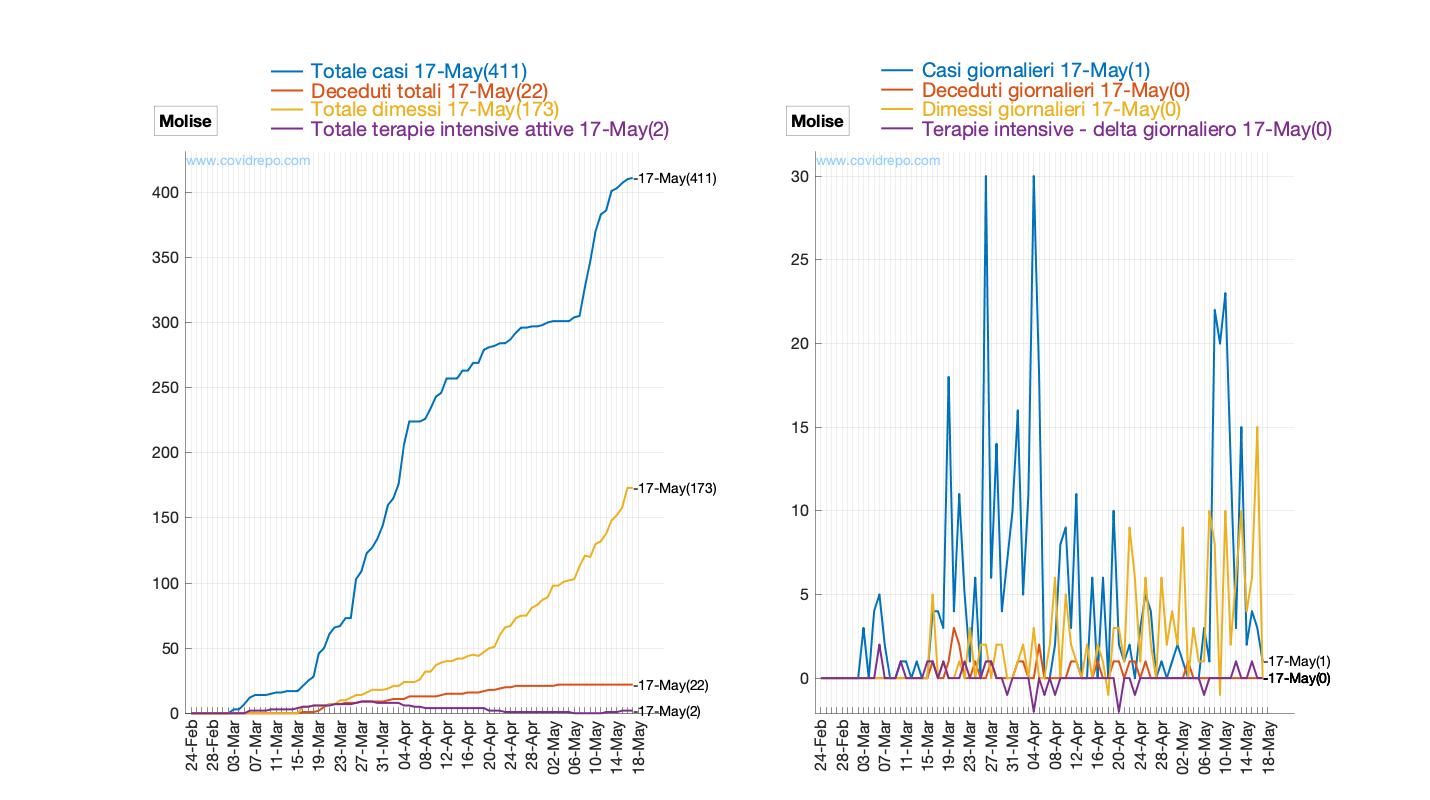 Totale casi 17-May(411)
Deceduti totali 17-May(22)
Totale dimessi 17-May(173)
Totale terapie intensive attive 17-May(2)
Molise
www.covidrepo.com
400
350
300
250
200
150
100
50
0
-17-May(411)
-17-May(173)
-17-May(22)
-17-May(2)
24-Feb
28-Feb
03-Mar
07-Mar
11-Mar
15-Mar
19-Mar
23-Mar
27-Mar
31-Mar
04-Apr
08-Apr
12-Apr
16-Apr
20-Apr
24-Apr
28-Apr
02-May
06-May
10-May
14-May
18-May
Casi giornalieri 17-May(1)
Deceduti giornalieri 17-May(0)
Dimessi giornalieri 17-May(0)
Terapie intensive - delta giornaliero 17-May(0)
Molise
www.covidrepo.com
30
25
20
15
10
5
0
-17-May(1)
-17-May(0)
24-Feb
28-Feb
03-Mar
07-Mar
11-Mar
15-Mar
19-Mar
23-Mar
27-Mar
31-Mar
04-Apr
08-Apr
12-Apr
16-Apr
20-Apr
24-Apr
28-Apr
02-May
06-May
10-May
14-May
18-May